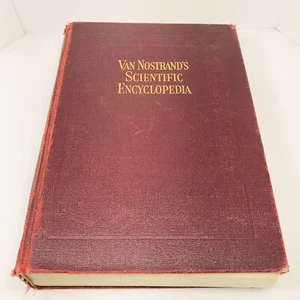 VAN NOSTRAND'S
SCIENTIFIC
ENCYCLOPEDIA